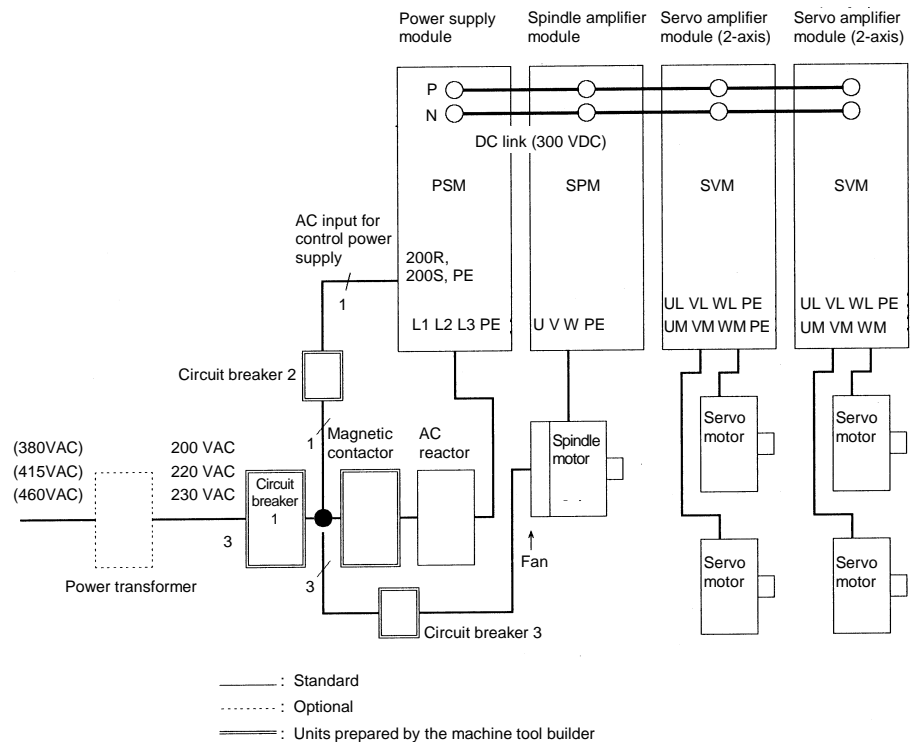 Power supply
module
Spindle amplifier
module
Servo amplifier
module (2-axis)
Servo amplifier
module (2-axis)
P
N
DC link (300 VDC)
PSM
SPM
SVM
SVM
AC input for
control power
supply
1
200R,
200S, PE
L1 L2 L3 PE
U V W PE
UL VL WL PE
UM VM WM PE
UL VL WL PE
UM VM WM
Circuit breaker 2
1
Magnetic
contactor
AC
reactor
Spindle
motor
Servo
motor
Servo
motor
(380VAC)
(415VAC)
(460VAC)
200 VAC
220 VAC
230 VAC
3
Circuit
breaker
1
Power transformer
3
Fan
Servo
motor
Servo
motor
Circuit breaker 3
: Standard
: Optional
: Units prepared by the machine tool builder